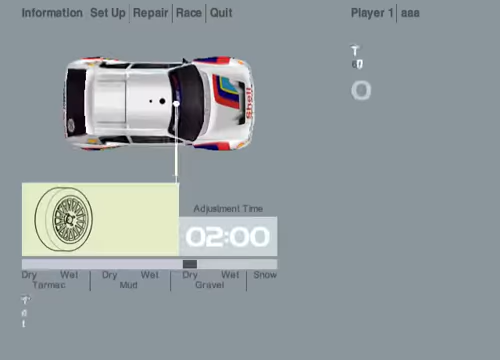 Information Set Up Repair Race Quit Player 1 aaa
Shell
Adjustment Time
02:00
Dry Wet Dry Wet Dry Wet Snow
Tarmac Mud Gravel